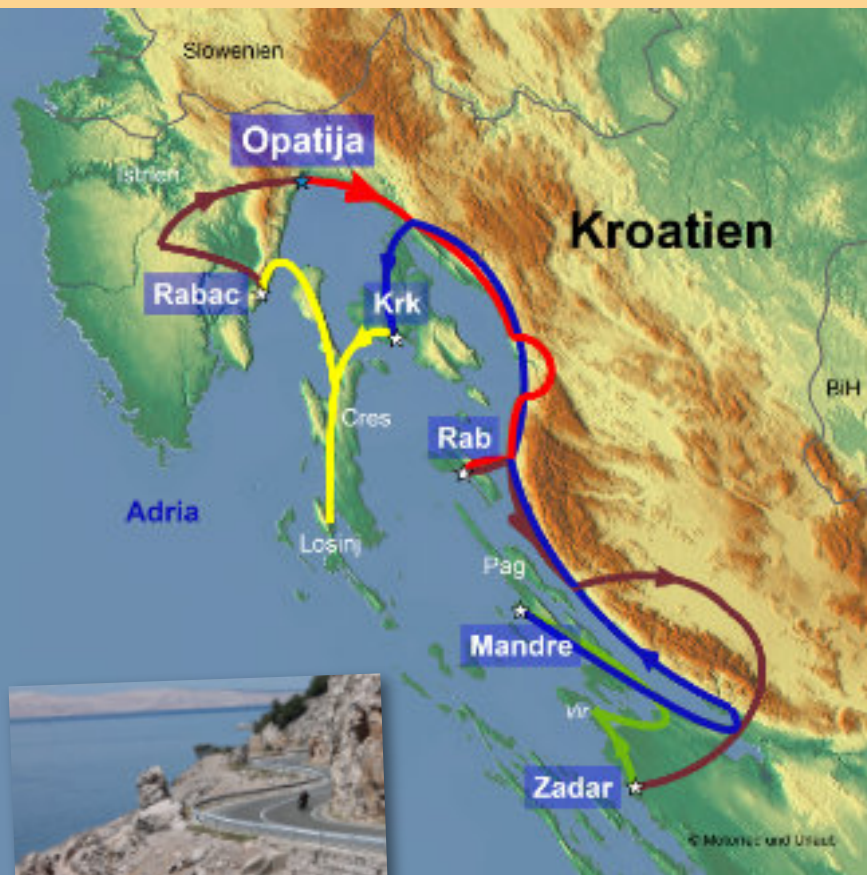 Slowenien
Opatija
Istrien
Kroatien
Rabac
Krk
BiH
Cres
Rab
Adria
Losinj
Pag
Mandre
Vir
Zadar
© Motorrad und Urlaub